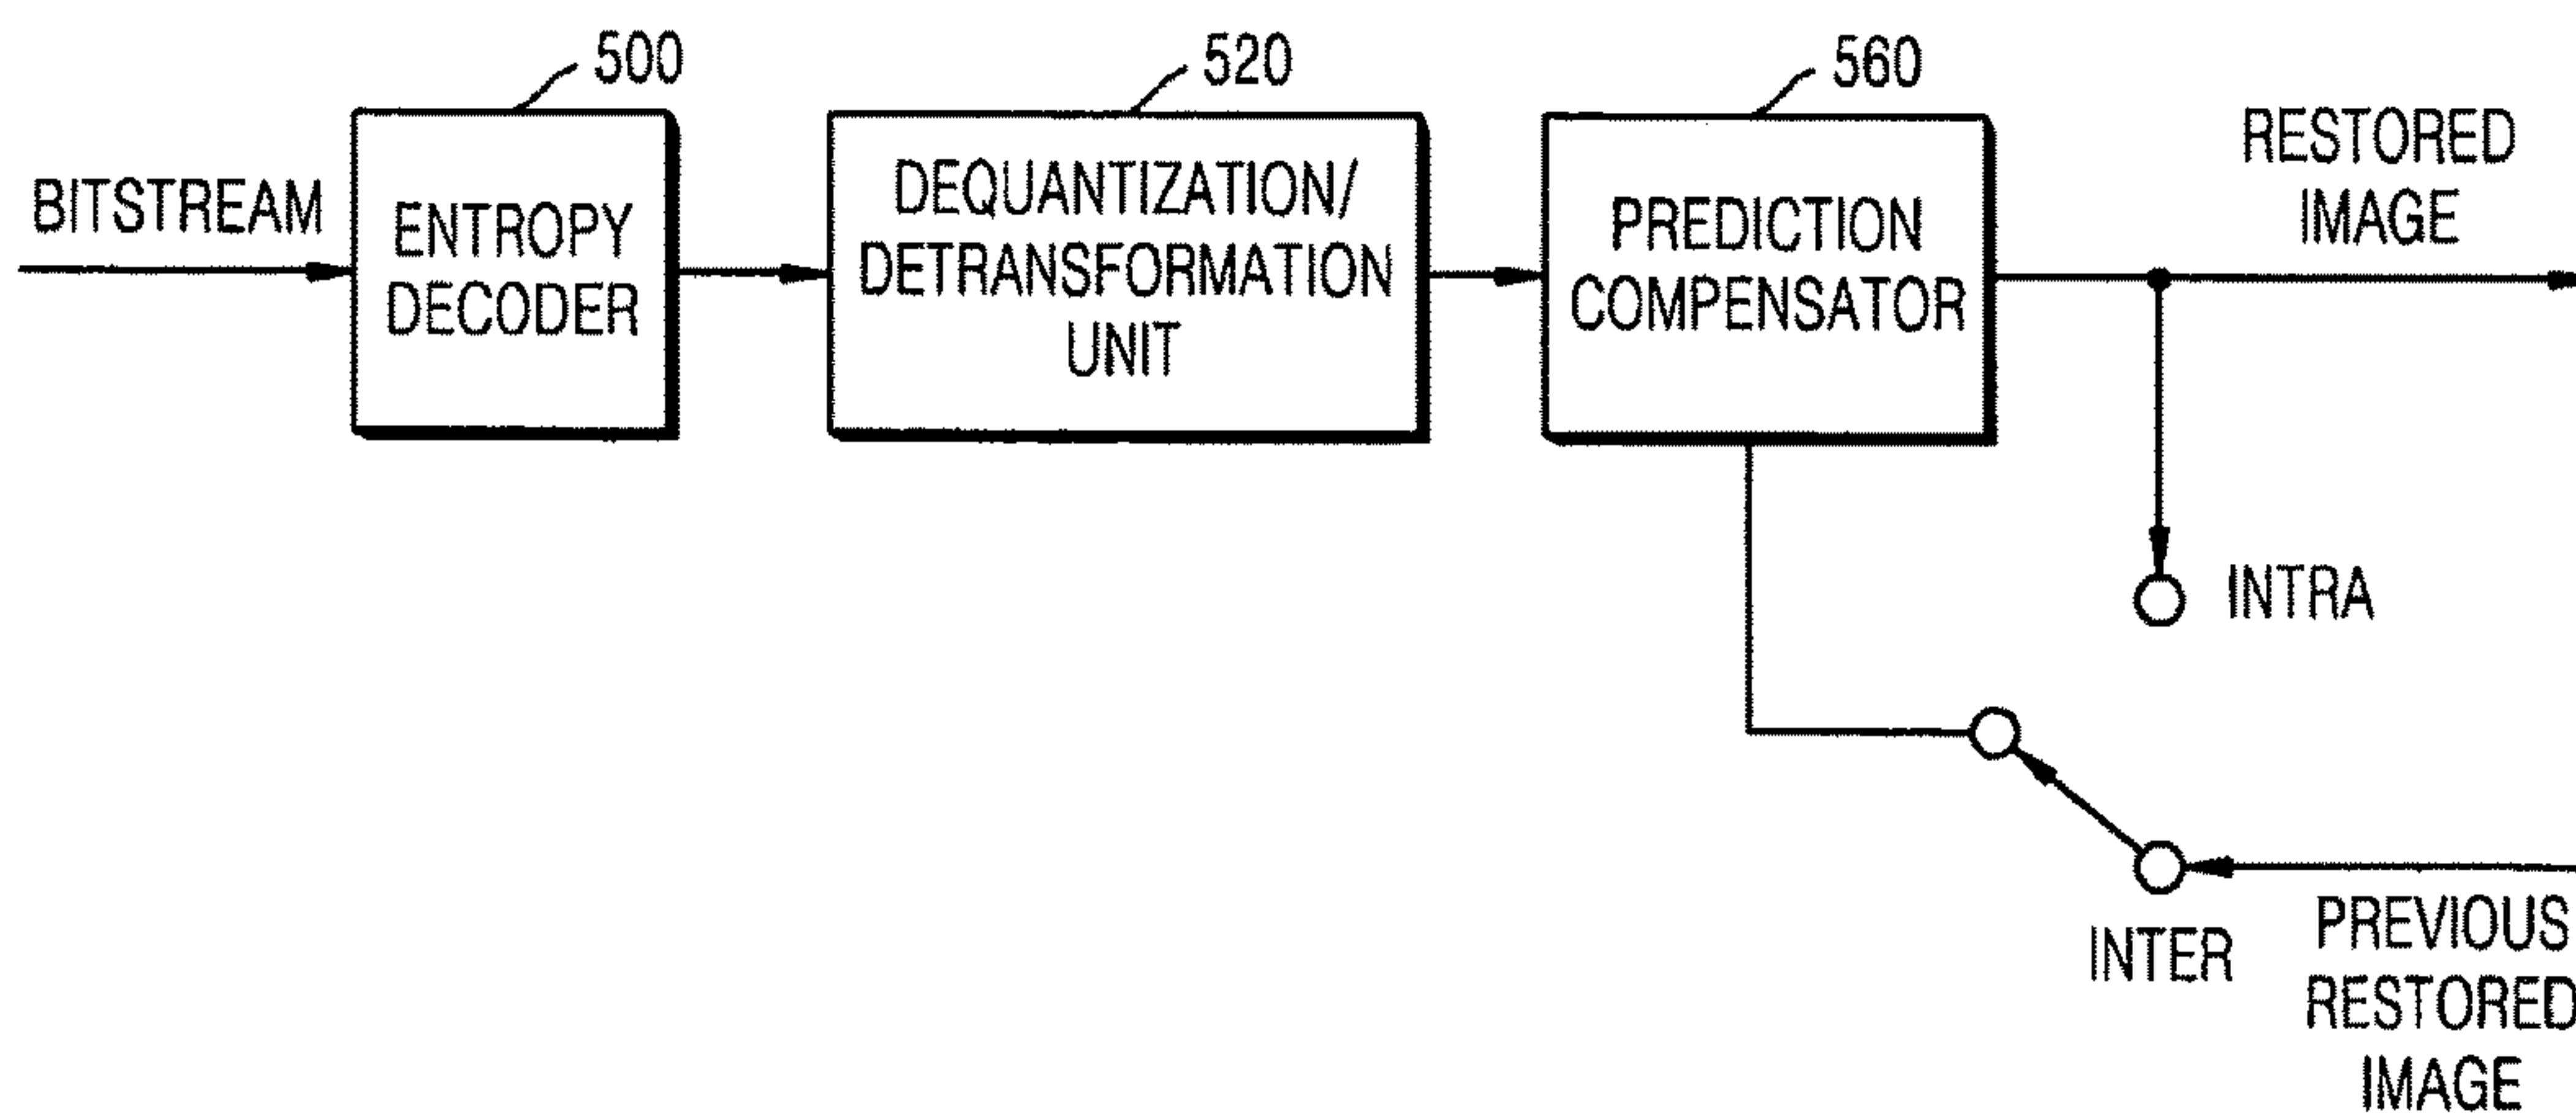 500
520
560
BITSTREAM
ENTROPY
DECODER
DEQUANTIZATION/
DETRANSFORMATION
UNIT
PREDICTION
COMPENSATOR
RESTORED
IMAGE
INTRA
INTER
PREVIOUS
RESTORED
IMAGE